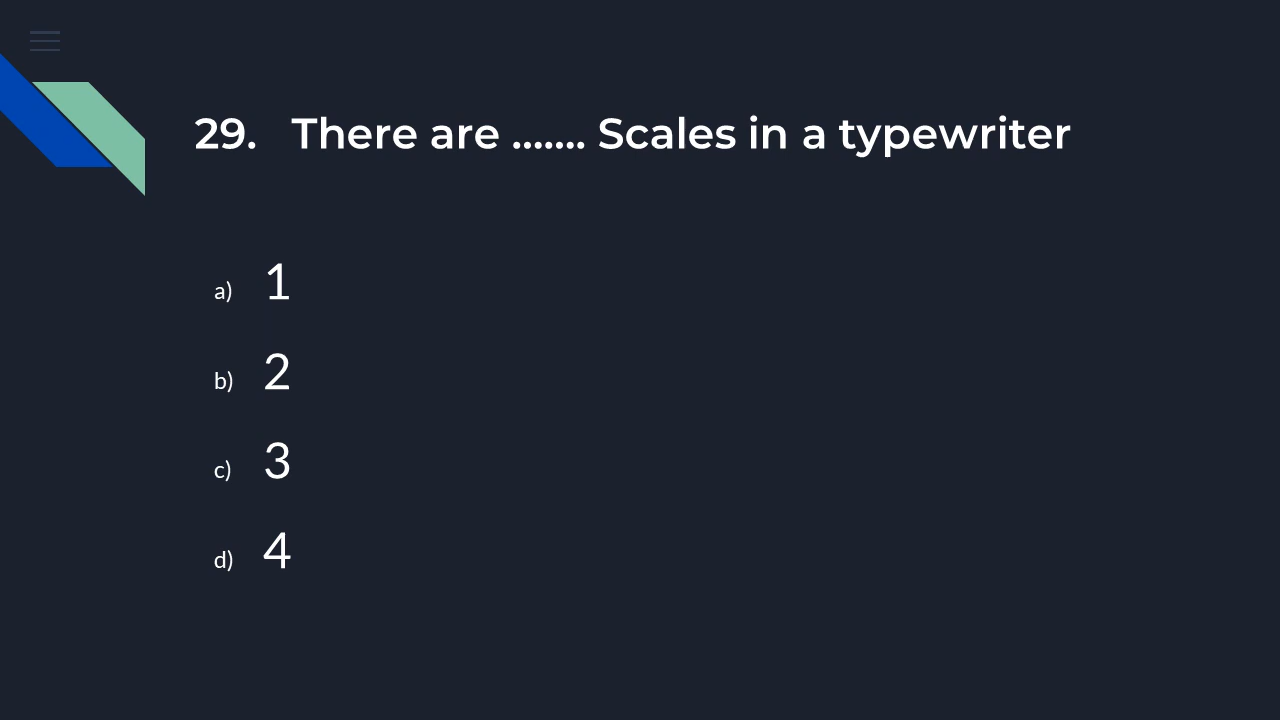 29. There are ....... Scales in a typewriter
a) 1
b) 2
c) 3
d) 4